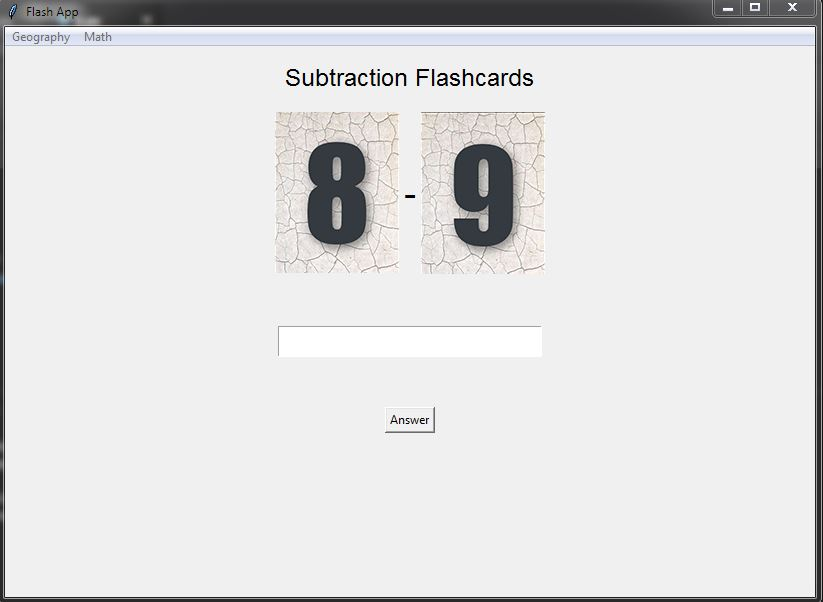 Flash App
Geography Math
Subtraction Flashcards
8 - 9
Answer